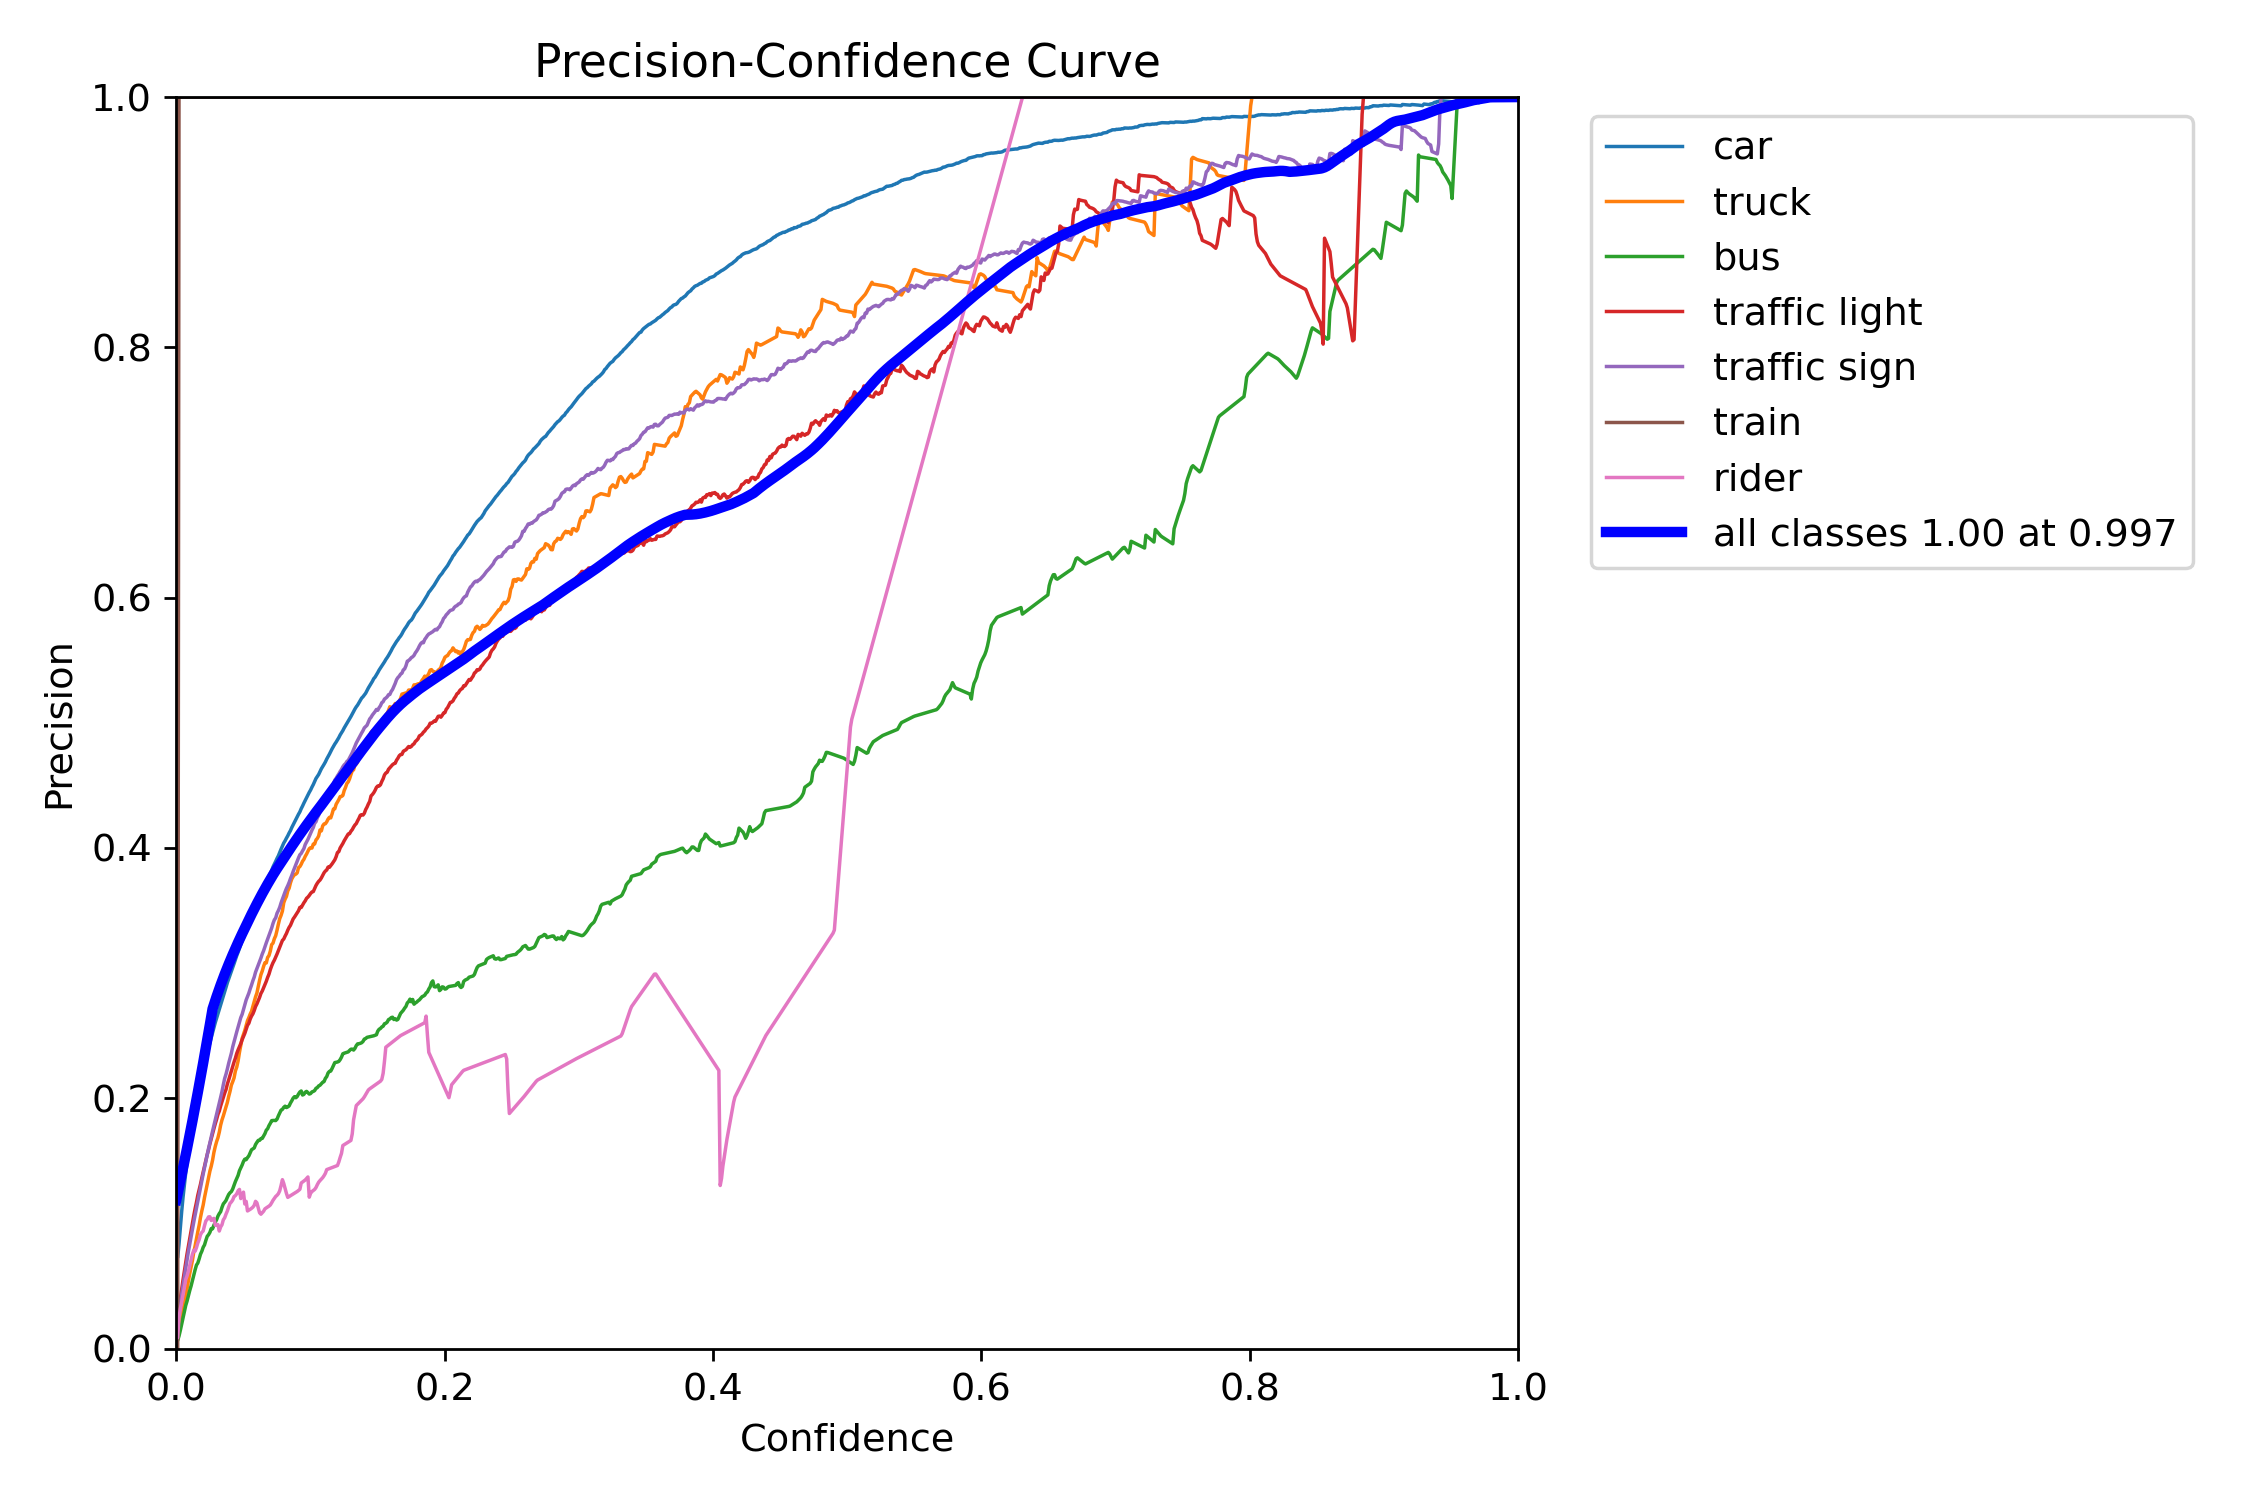 Precision-Confidence Curve
1.0
0.8
0.6
0.4
0.2
0.0
Precision
0.0 0.2 0.4 0.6 0.8 1.0
Confidence
car
truck
bus
traffic light
traffic sign
train
rider
all classes 1.00 at 0.997